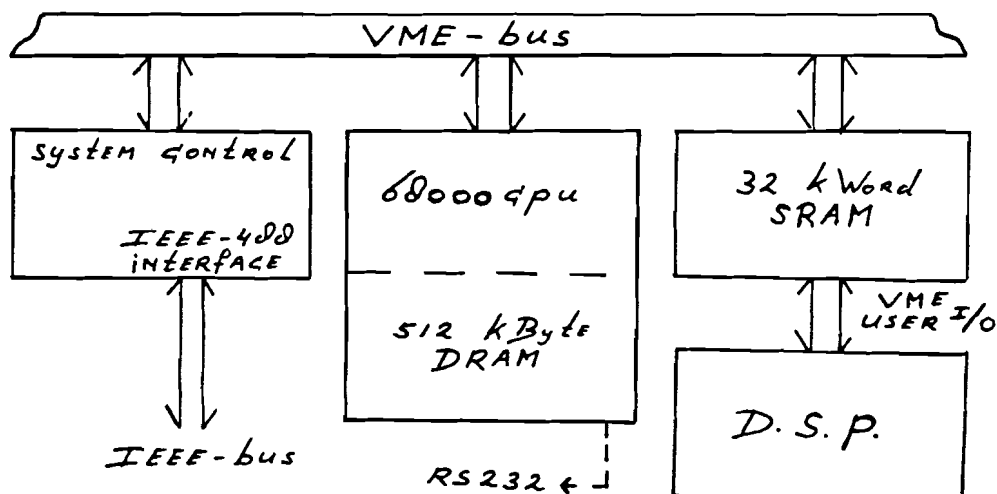 VME-bus
SYSTEM CONTROL
IEEE-488
INTERFACE
68000 CPU
512 kByte
DRAM
32 kWord
SRAM
VME
USER I/O
D.S.P.
IEEE-bus
RS232